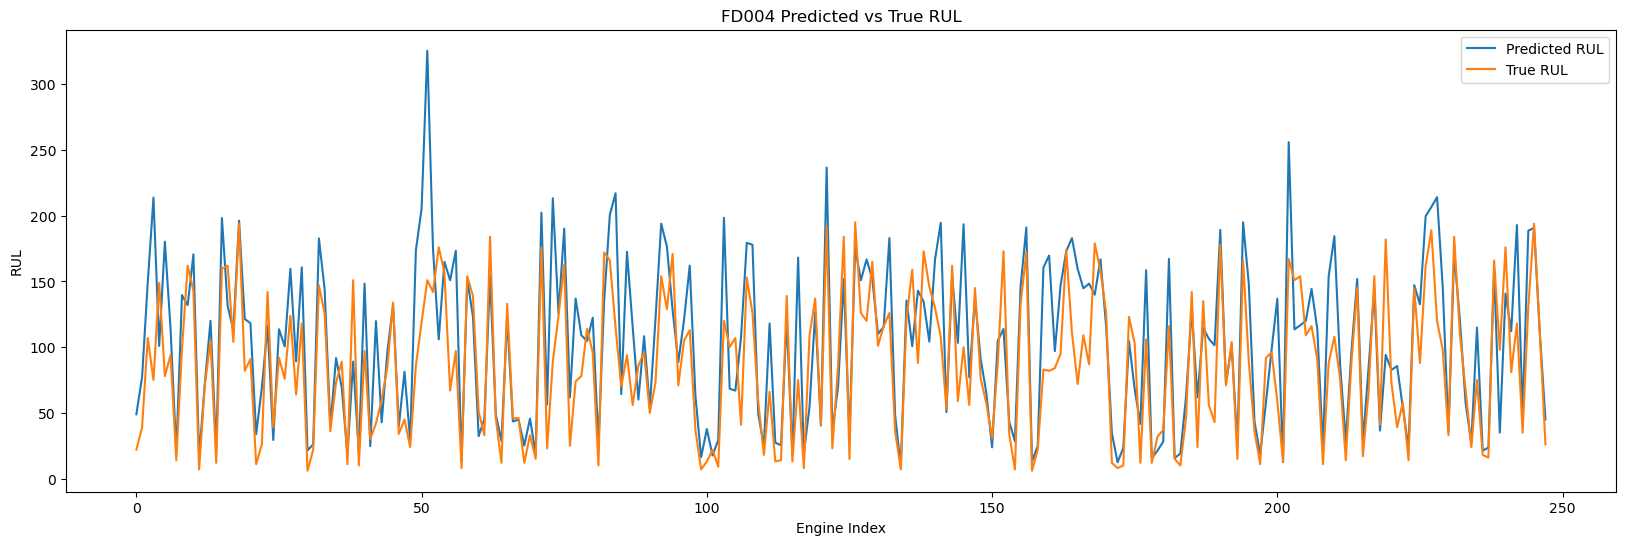 FD004 Predicted vs True RUL
Predicted RUL
True RUL
RUL
300
250
200
150
100
50
0
0 50 100 150 200 250
Engine Index